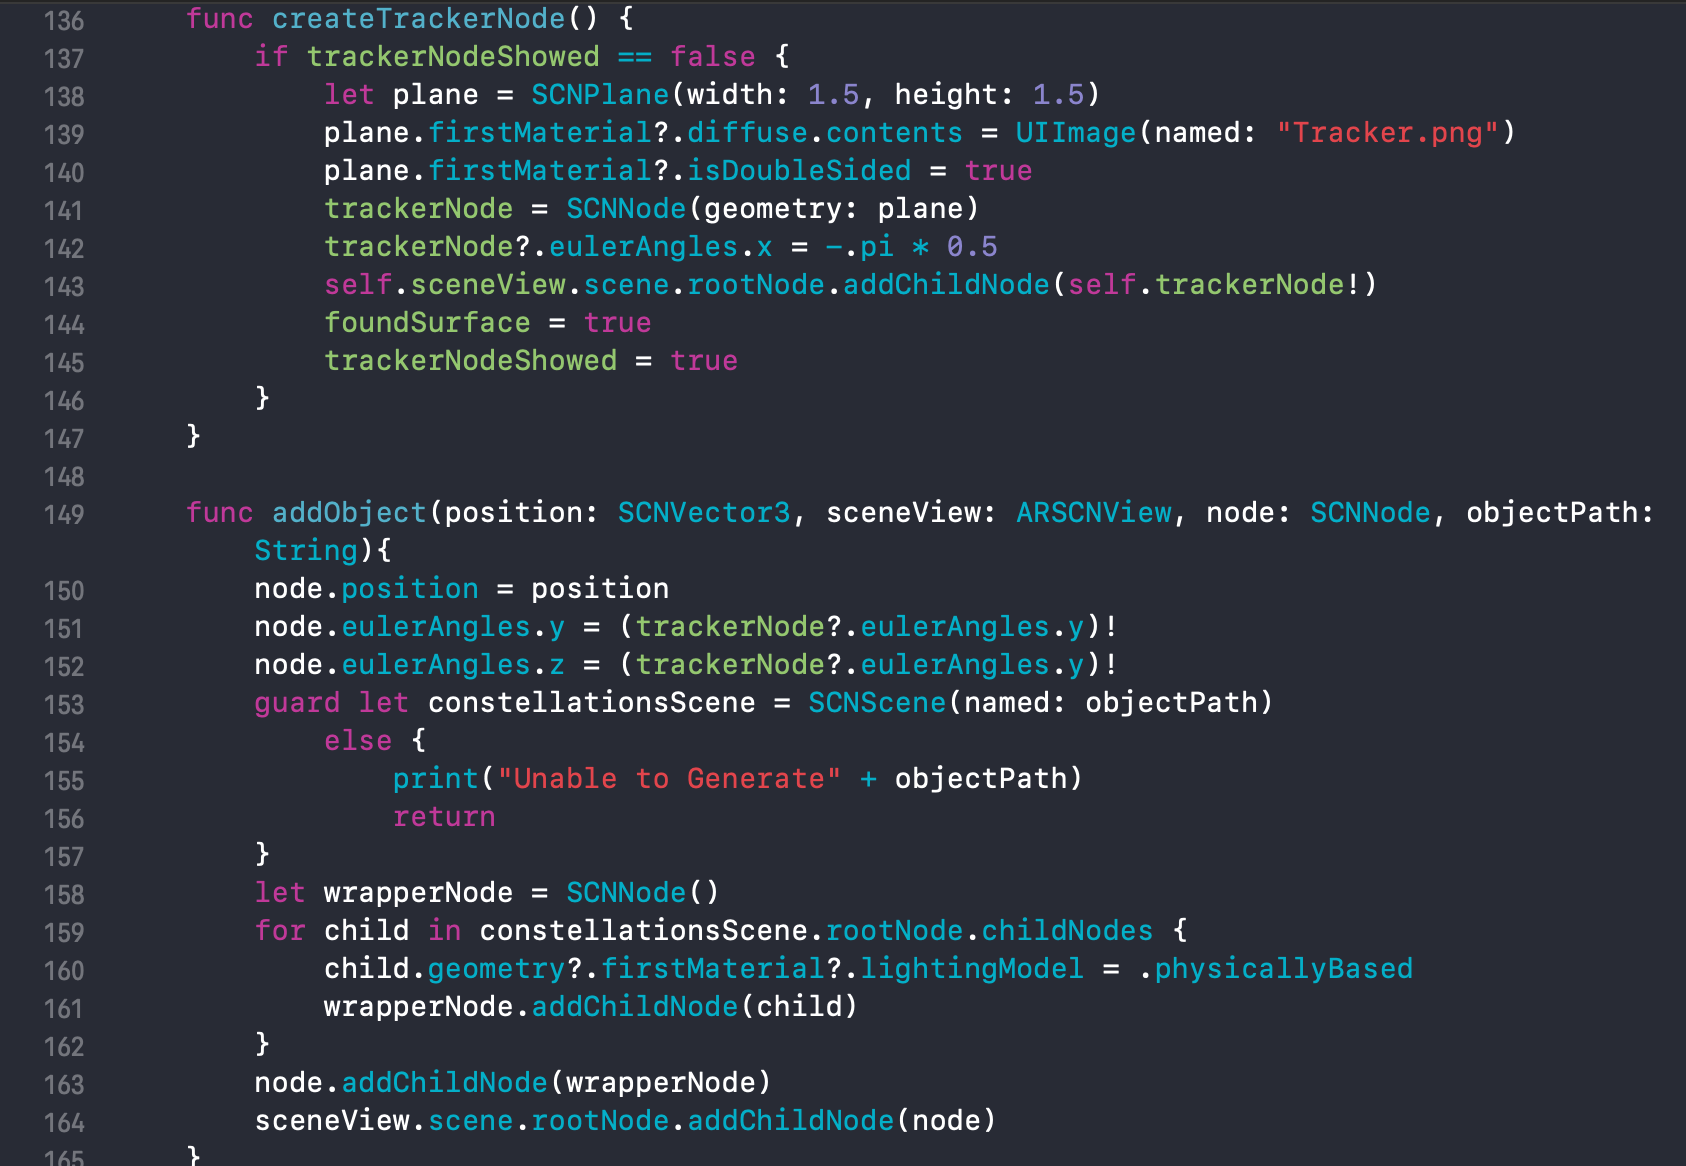 136 func createTrackerNode() {
137 if trackerNodeShowed == false {
138 let plane = SCNPlane(width: 1.5, height: 1.5)
139 plane.firstMaterial?.diffuse.contents = UIImage(named: "Tracker.png")
140 plane.firstMaterial?.isDoubleSided = true
141 trackerNode = SCNNode(geometry: plane)
142 trackerNode?.eulerAngles.x = -.pi * 0.5
143 self.sceneView.scene.rootNode.addChildNode(self.trackerNode!)
144 foundSurface = true
145 trackerNodeShowed = true
146 }
147 }
148
149 func addObject(position: SCNVector3, sceneView: ARSCNView, node: SCNNode, objectPath:
String){
150 node.position = position
151 node.eulerAngles.y = (trackerNode?.eulerAngles.y)!
152 node.eulerAngles.z = (trackerNode?.eulerAngles.y)!
153 guard let constellationsScene = SCNScene(named: objectPath)
154 else {
155 print("Unable to Generate" + objectPath)
156 return
157 }
158 let wrapperNode = SCNNode()
159 for child in constellationsScene.rootNode.childNodes {
160 child.geometry?.firstMaterial?.lightingModel = .physicallyBased
161 wrapperNode.addChildNode(child)
162 }
163 node.addChildNode(wrapperNode)
164 sceneView.scene.rootNode.addChildNode(node)
165 }